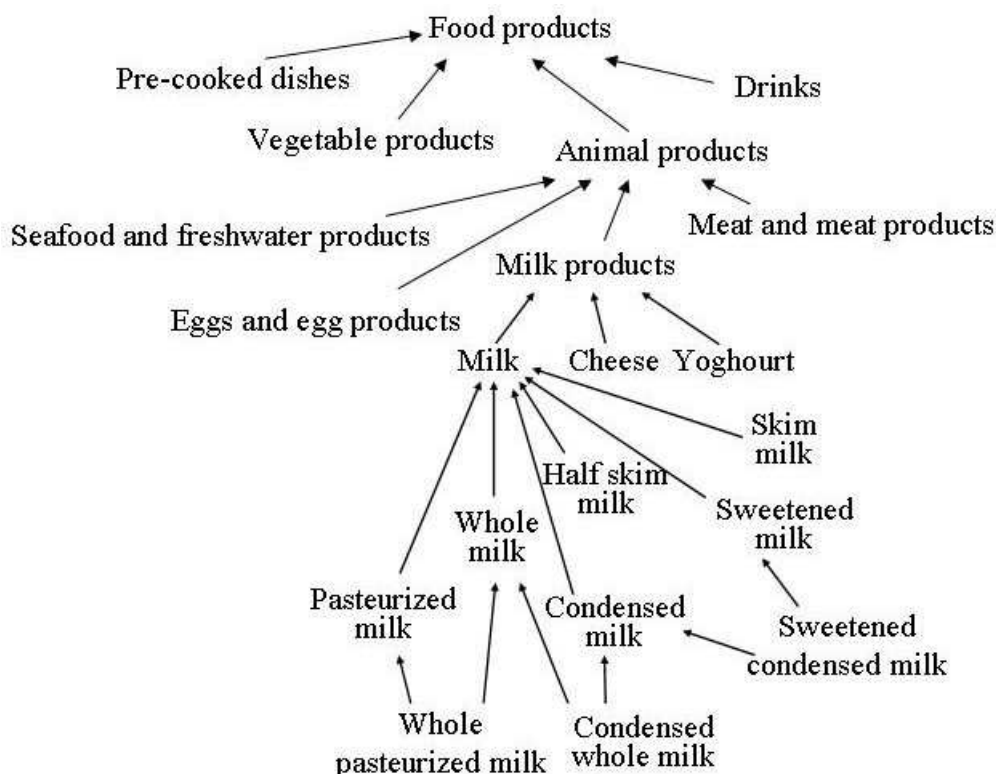 Food products
Pre-cooked dishes
Drinks
Vegetable products
Animal products
Seafood and freshwater products
Meat and meat products
Milk products
Eggs and egg products
Milk
Cheese
Yoghourt
Skim
milk
Half skim
milk
Whole
milk
Sweetened
milk
Pasteurized
milk
Condensed
milk
Sweetened
condensed milk
Whole
pasteurized milk
Condensed
whole milk